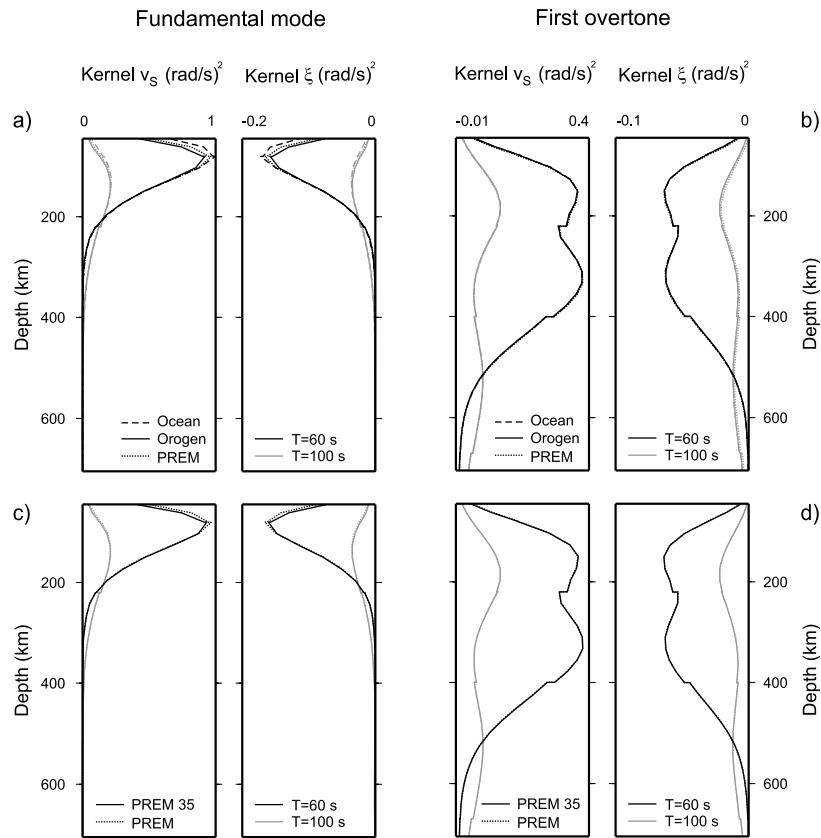 Fundamental mode
First overtone
Kernel vS (rad/s)2
Kernel ξ (rad/s)2
Kernel vS (rad/s)2
Kernel ξ (rad/s)2
0 1
-0.2 0
-0.01 0.4
-0.1 0
a)
b)
200
400
600
Depth (km)
Ocean
Orogen
PREM
T=60 s
T=100 s
Ocean
Orogen
PREM
T=60 s
T=100 s
200
400
600
Depth (km)
c)
d)
200
400
600
Depth (km)
PREM 35
PREM
T=60 s
T=100 s
PREM 35
PREM
T=60 s
T=100 s
200
400
600
Depth (km)